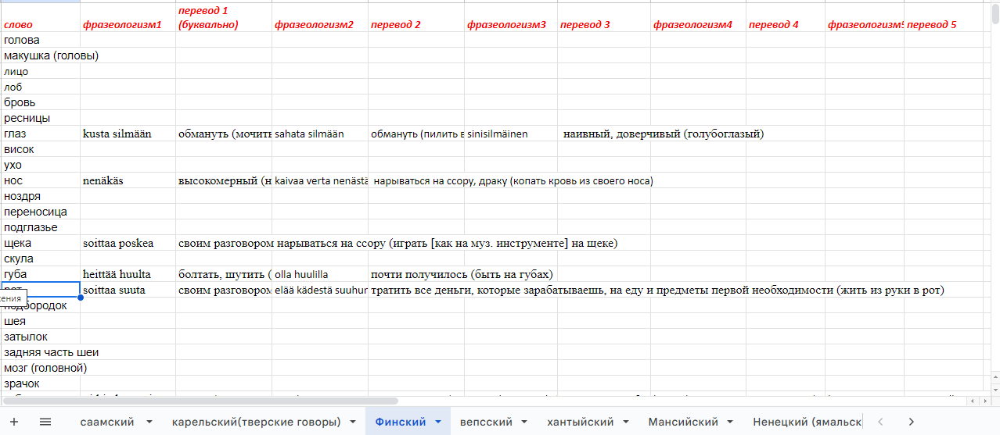 слово фразеологизм1 перевод 1 (буквально) фразеологизм2 перевод 2 фразеологизм3 перевод 3 фразеологизм4 перевод 4 фразеологизм5 перевод 5
голова
макушка (головы)
лицо
лоб
бровь
ресницы
глаз kusta silmään обмануть (мочить sahata silmään обмануть (пилить в sinisilmäinen наивный, доверчивый (голубоглазый)
висок
ухо
нос nenäkäs высокомерный (н kaivaa verta nenästä нарываться на ссору, драку (копать кровь из своего носа)
ноздря
переносица
подглазье
щека soittaa poskea своим разговором нарываться на ссору (играть [как на муз. инструменте] на щеке)
скула
губа heittää huulta болтать, шутить ( olla huulilla почти получилось (быть на губах)
рот soittaa suuta своим разговором elää kädestä suuhun тратить все деньги, которые зарабатываешь, на еду и предметы первой необходимости (жить из руки в рот)
подбородок
шея
затылок
задняя часть шеи
мозг (головной)
зрачок
+ саамский карельский(тверские говоры) Финский вепсский хантыйский Мансийский Ненецкий (ямальск